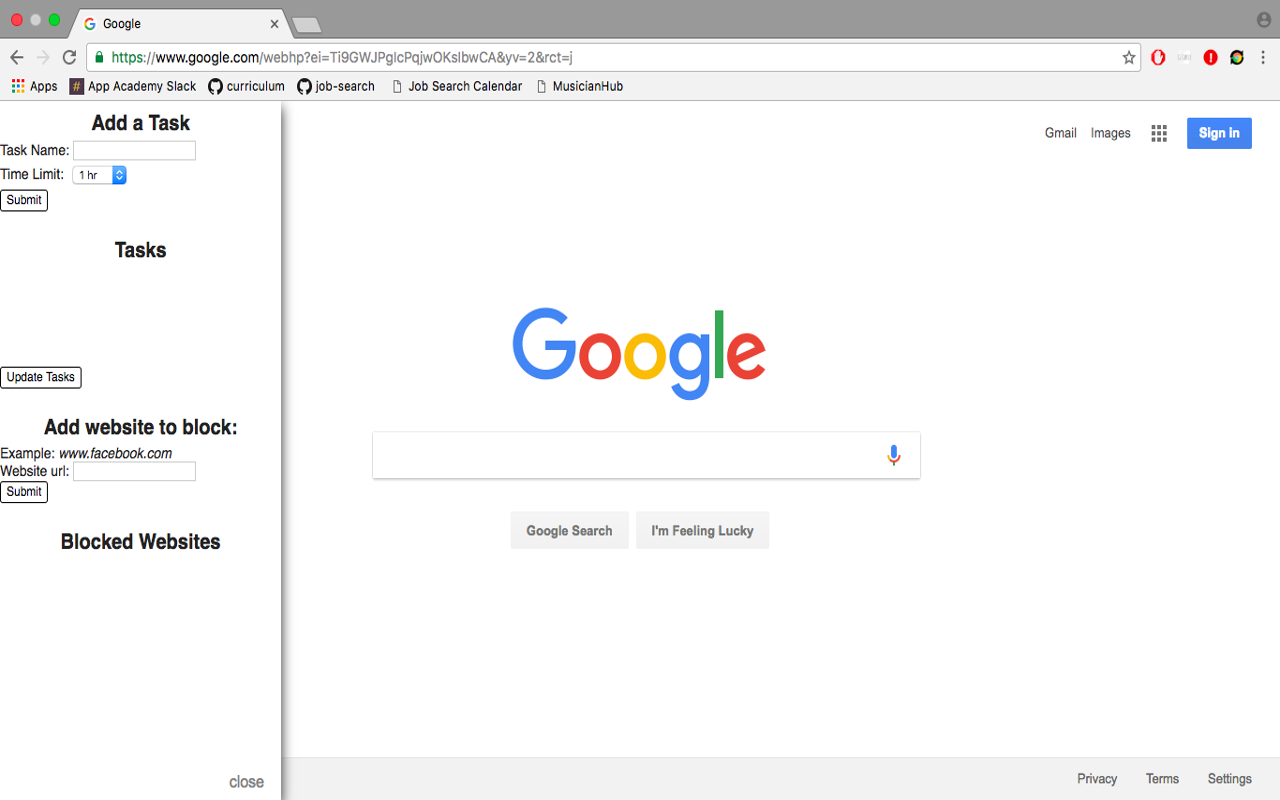 Google
https://www.google.com/webhp?ei=Ti9GWJPglcPqjwOKsIbwCA&yv=2&rct=j
Apps
# App Academy Slack
curriculum
job-search
Job Search Calendar
MusicianHub
Add a Task
Task Name:
Time Limit: 1 hr
Submit
Tasks
Update Tasks
Add website to block:
Example: www.facebook.com
Website url:
Submit
Blocked Websites
close
Gmail
Images
Sign in
Google
Google Search
I'm Feeling Lucky
Privacy
Terms
Settings